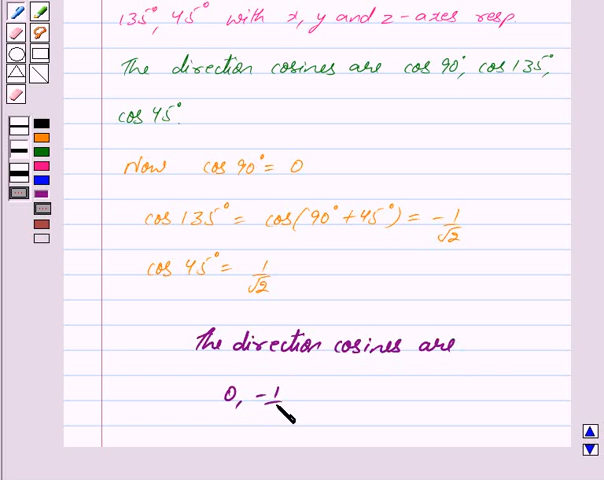 135°, 45° with x, y and z-axes resp.
The direction cosines are cos 90°, cos 135°,
cos 45°.
Now cos 90° = 0
cos 135° = cos(90° + 45°) = -1/√2
cos 45° = 1/√2
The direction cosines are
0, -1